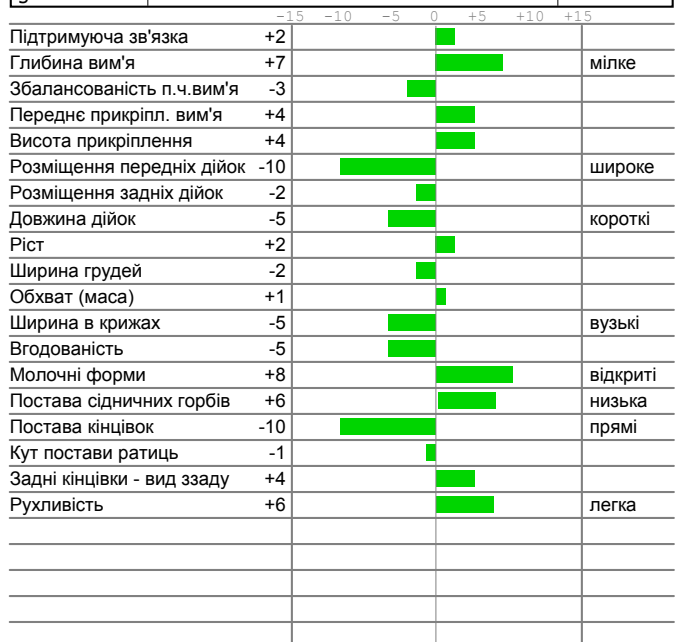 -15 -10 -5 0 +5 +10 +15
Підтримуюча зв'язка +2
Глибина вим'я +7 мілке
Збалансованість п.ч.вим'я -3
Переднє прикріпл. вим'я +4
Висота прикріплення +4
Розміщення передніх дійок -10 широке
Розміщення задніх дійок -2
Довжина дійок -5 короткі
Ріст +2
Ширина грудей -2
Обхват (маса) +1
Ширина в крижах -5 вузькі
Вгодованість -5
Молочні форми +8 відкриті
Постава сідничних горбів +6 низька
Постава кінцівок -10 прямі
Кут постави ратиць -1
Задні кінцівки - вид ззаду +4
Рухливість +6 легка